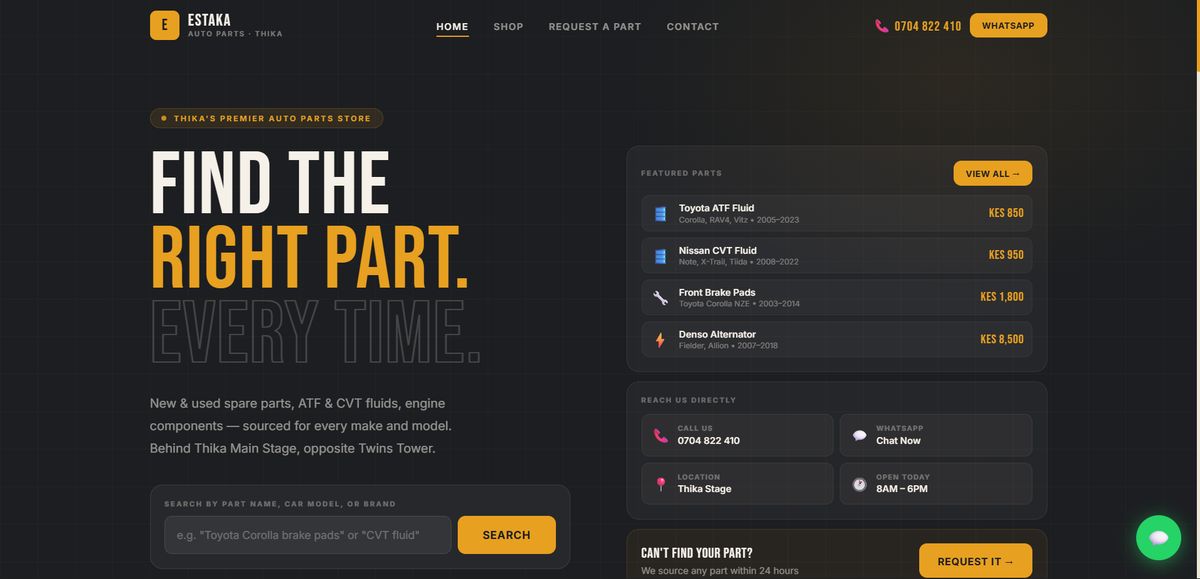 E
ESTAKA
AUTO PARTS · THIKA
HOME
SHOP
REQUEST A PART
CONTACT
0704 822 410
WHATSAPP
THIKA'S PREMIER AUTO PARTS STORE
FIND THE
RIGHT PART.
EVERY TIME.
New & used spare parts, ATF & CVT fluids, engine
components — sourced for every make and model.
Behind Thika Main Stage, opposite Twins Tower.
SEARCH BY PART NAME, CAR MODEL, OR BRAND
e.g. "Toyota Corolla brake pads" or "CVT fluid"
SEARCH
FEATURED PARTS
VIEW ALL →
Toyota ATF Fluid
Corolla, RAV4, Vitz • 2005–2023
KES 850
Nissan CVT Fluid
Note, X-Trail, Tiida • 2008–2022
KES 950
Front Brake Pads
Toyota Corolla NZE • 2003–2014
KES 1,800
Denso Alternator
Fielder, Allion • 2007–2018
KES 8,500
REACH US DIRECTLY
CALL US
0704 822 410
WHATSAPP
Chat Now
LOCATION
Thika Stage
OPEN TODAY
8AM – 6PM
CAN'T FIND YOUR PART?
We source any part within 24 hours
REQUEST IT →